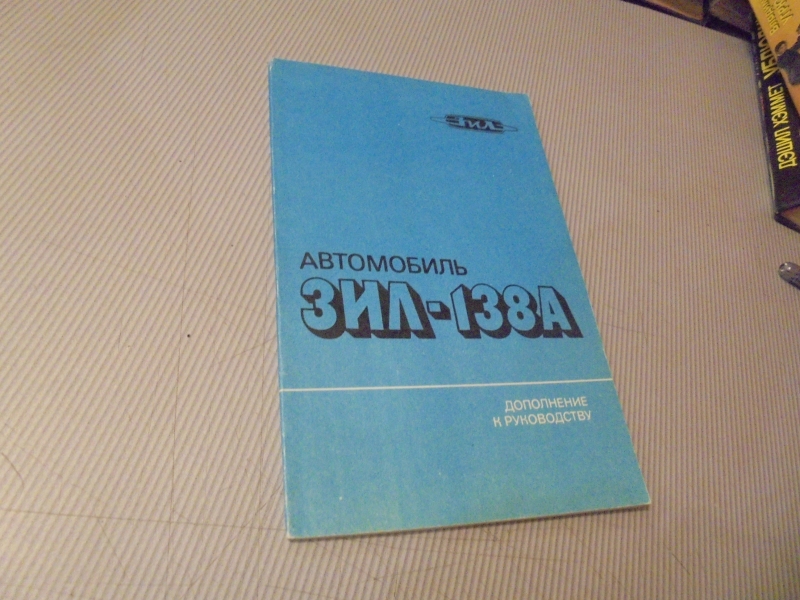 ЗИЛ
АВТОМОБИЛЬ
ЗИЛ-138А
ДОПОЛНЕНИЕ
К РУКОВОДСТВУ
ДЭШИЛ ХЭММЕТ